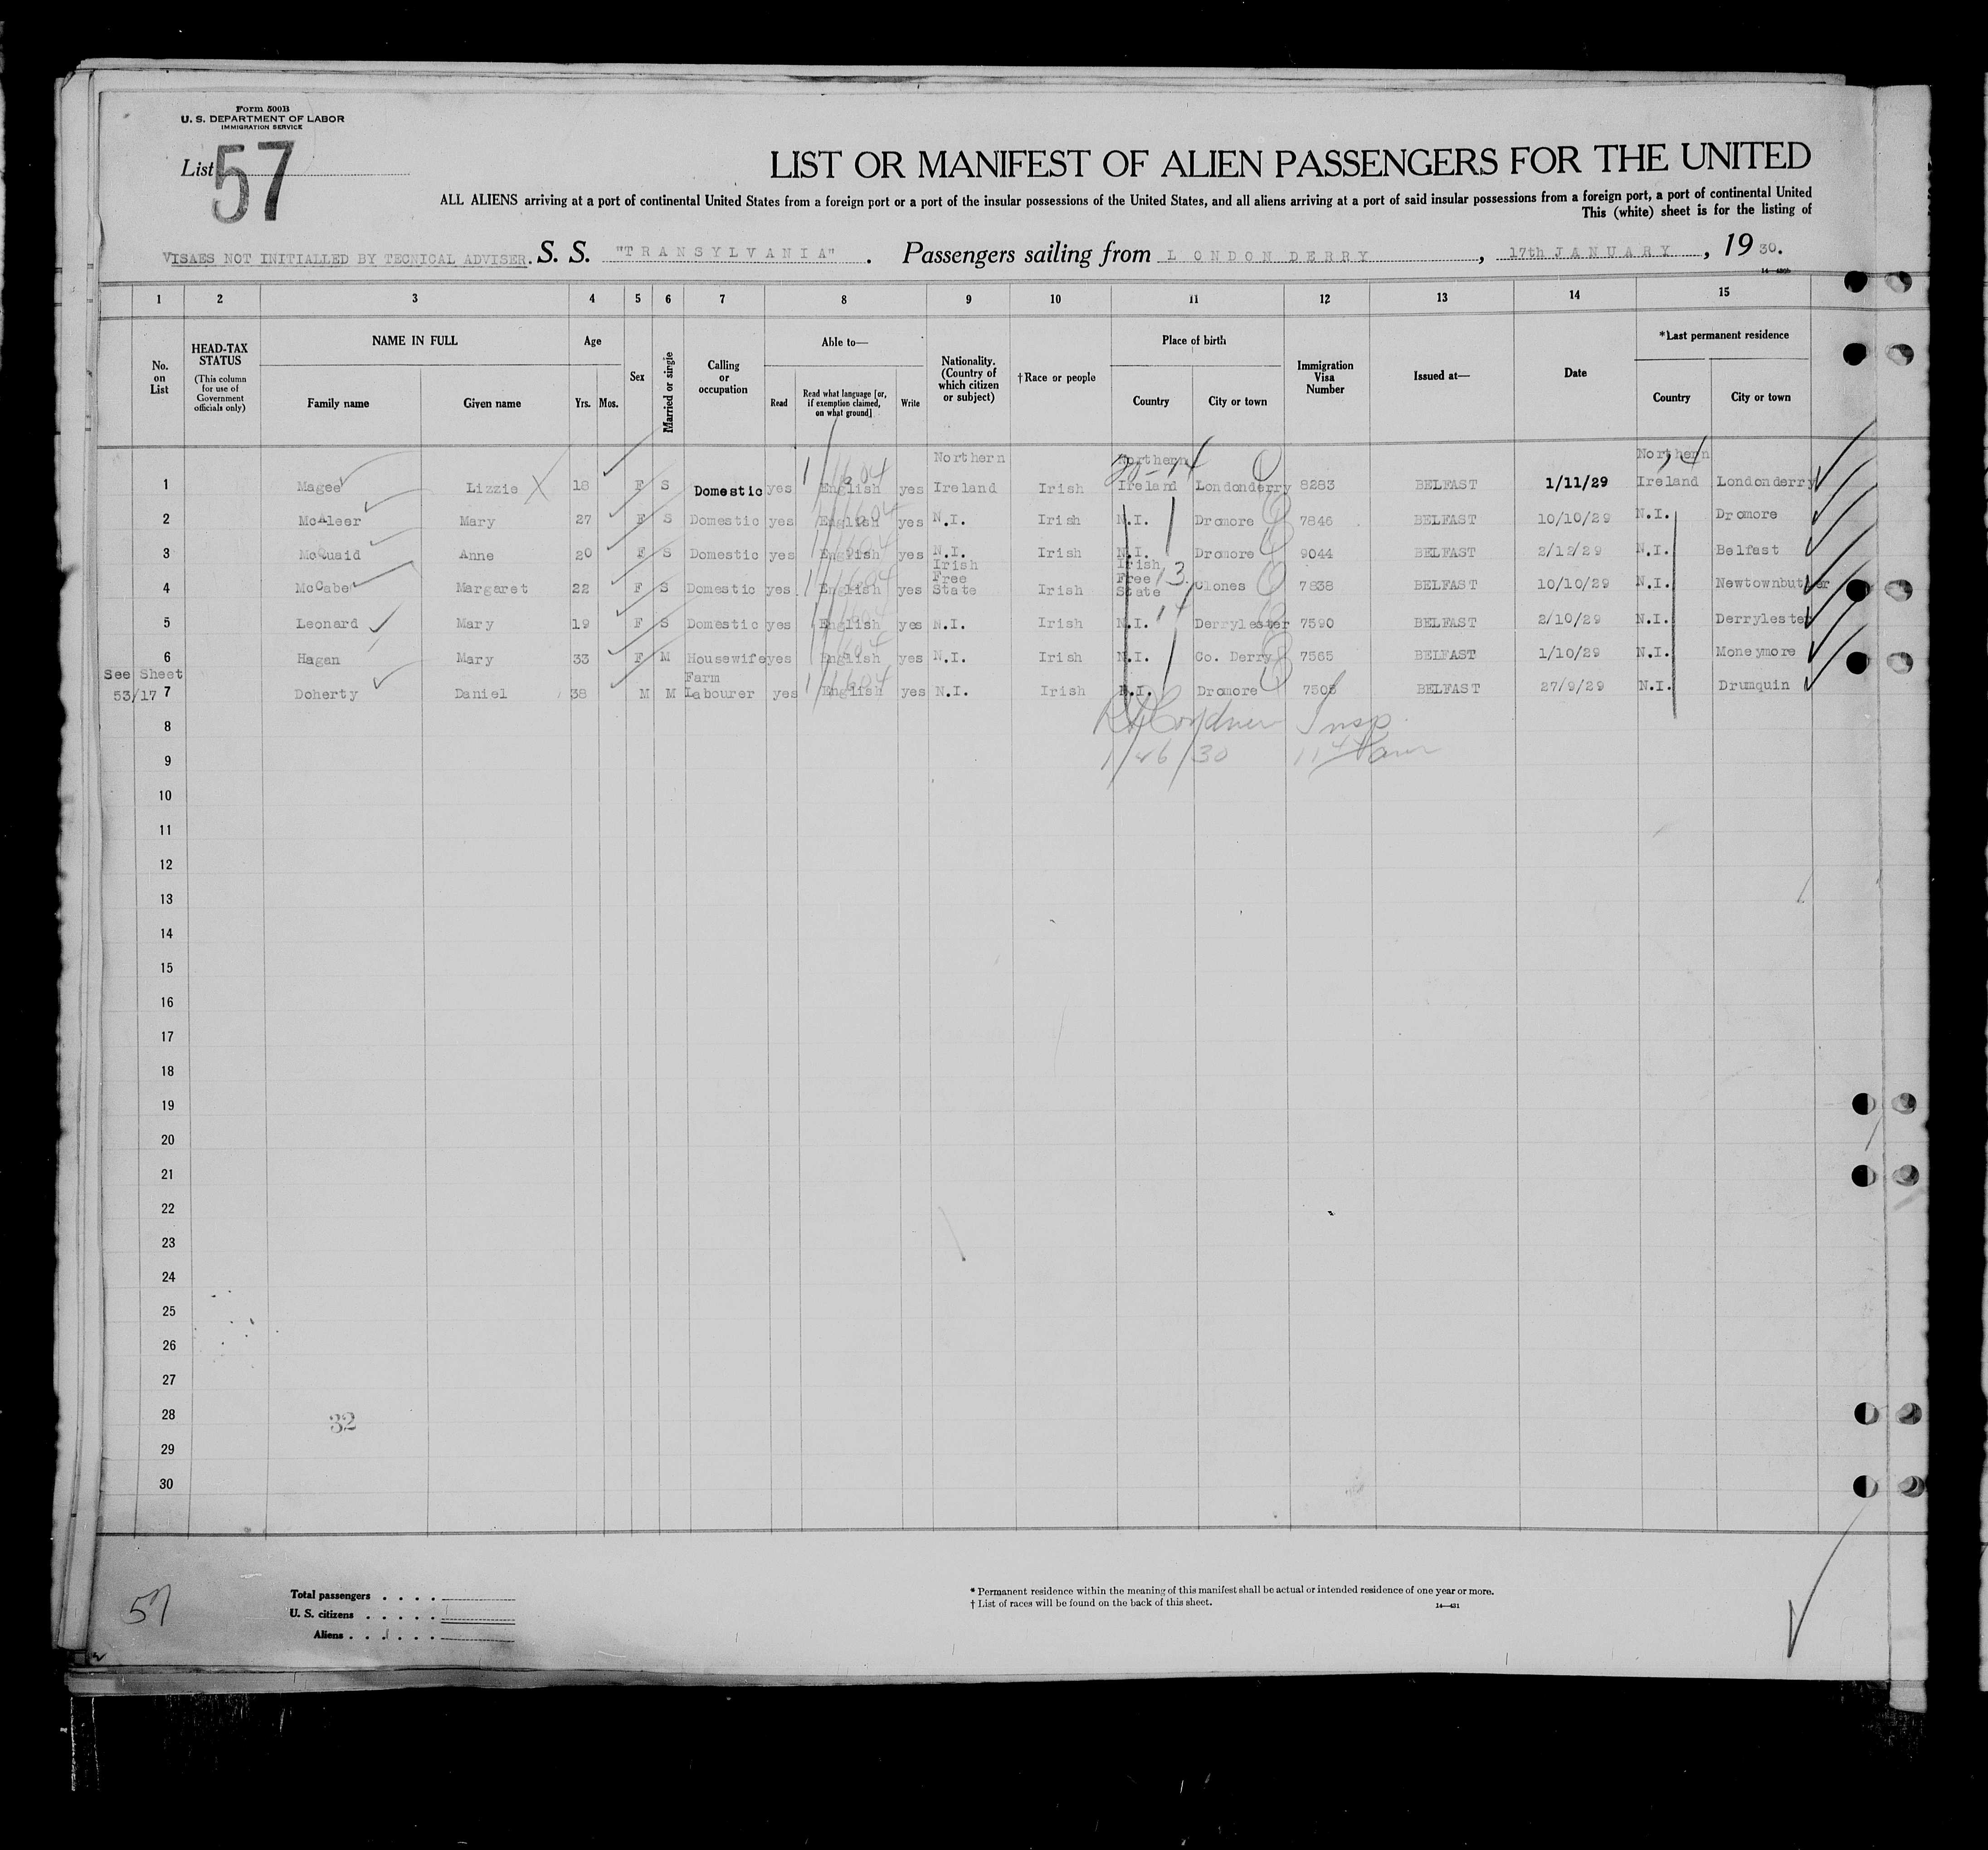 Form 500B
U. S. DEPARTMENT OF LABOR
IMMIGRATION SERVICE
List 57
LIST OR MANIFEST OF ALIEN PASSENGERS FOR THE UNITED
ALL ALIENS arriving at a port of continental United States from a foreign port or a port of the insular possessions of the United States, and all aliens arriving at a port of said insular possessions from a foreign port, a port of continental United
This (white) sheet is for the listing of
VISAES NOT INITIALLED BY TECNICAL ADVISER. S. S. "TRANSYLVANIA". Passengers sailing from LONDON DERRY, 17th JANUARY, 19 30.
14—430b
1 2 3 4 5 6 7 8 9 10 11 12 13 14 15
No. on List
HEAD-TAX STATUS (This column for use of Government officials only)
NAME IN FULL
Family name Given name
Age
Yrs. Mos.
Sex
Married or single
Calling or occupation
Able to—
Read
Read what language [or, if exemption claimed, on what ground]
Write
Nationality. (Country of which citizen or subject)
†Race or people
Place of birth
Country City or town
Immigration Visa Number
Issued at—
Date
*Last permanent residence
Country City or town
1 Magee Lizzie 18 F S Domestic yes English yes Northern Ireland Irish Northern Ireland Londonderry 8283 BELFAST 1/11/29 Northern Ireland Londonderry
2 McAleer Mary 27 F S Domestic yes English yes N.I. Irish N.I. Dromore 7846 BELFAST 10/10/29 N.I. Dromore
3 McQuaid Anne 20 F S Domestic yes English yes N.I. Irish N.I. Dromore 9044 BELFAST 2/12/29 N.I. Belfast
4 McCabe Margaret 22 F S Domestic yes English yes Irish Free State Irish Irish Free State 13 Clones 7838 BELFAST 10/10/29 N.I. Newtownbutler
5 Leonard Mary 19 F S Domestic yes English yes N.I. Irish N.I. 14 Derrylester 7590 BELFAST 2/10/29 N.I. Derrylester
6 Hagan Mary 33 F M Housewife yes English yes N.I. Irish N.I. Co. Derry 7565 BELFAST 1/10/29 N.I. Moneymore
See Sheet
53/17 7 Doherty Daniel 38 M M Farm Labourer yes English yes N.I. Irish N.I. Dromore 7505 BELFAST 27/9/29 N.I. Drumquin
8 Insp.
9 1/26/30
10
11
12
13
14
15
16
17
18
19
20
21
22
23
24
25
26
27
28 32
29
30
57
Total passengers . . . .
U. S. citizens . . . . .
Aliens . . . . . .
* Permanent residence within the meaning of this manifest shall be actual or intended residence of one year or more.
† List of races will be found on the back of this sheet.
14—431